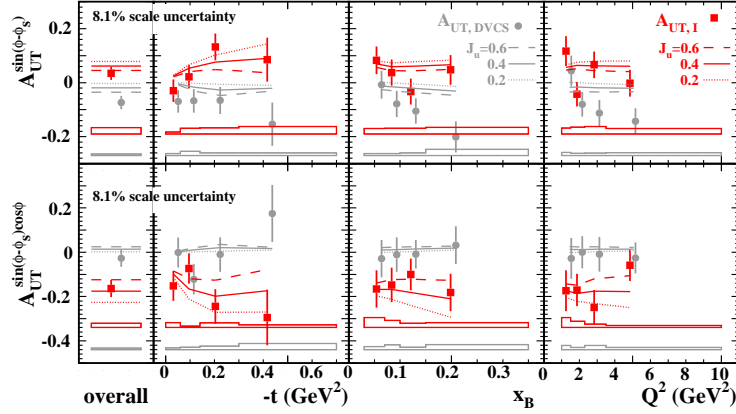 8.1% scale uncertainty
A_UT^sin(ϕ-ϕ_s)
0.2
0
-0.2
A_UT, DVCS
J_u=0.6
0.4
0.2
A_UT, I
J_u=0.6
0.4
0.2
8.1% scale uncertainty
A_UT^sin(ϕ-ϕ_s)cosϕ
0.2
0
-0.2
-0.4
0 0.2 0.4 0.6
0.1 0.2
2 4 6 8 10
overall
-t (GeV²)
x_B
Q² (GeV²)